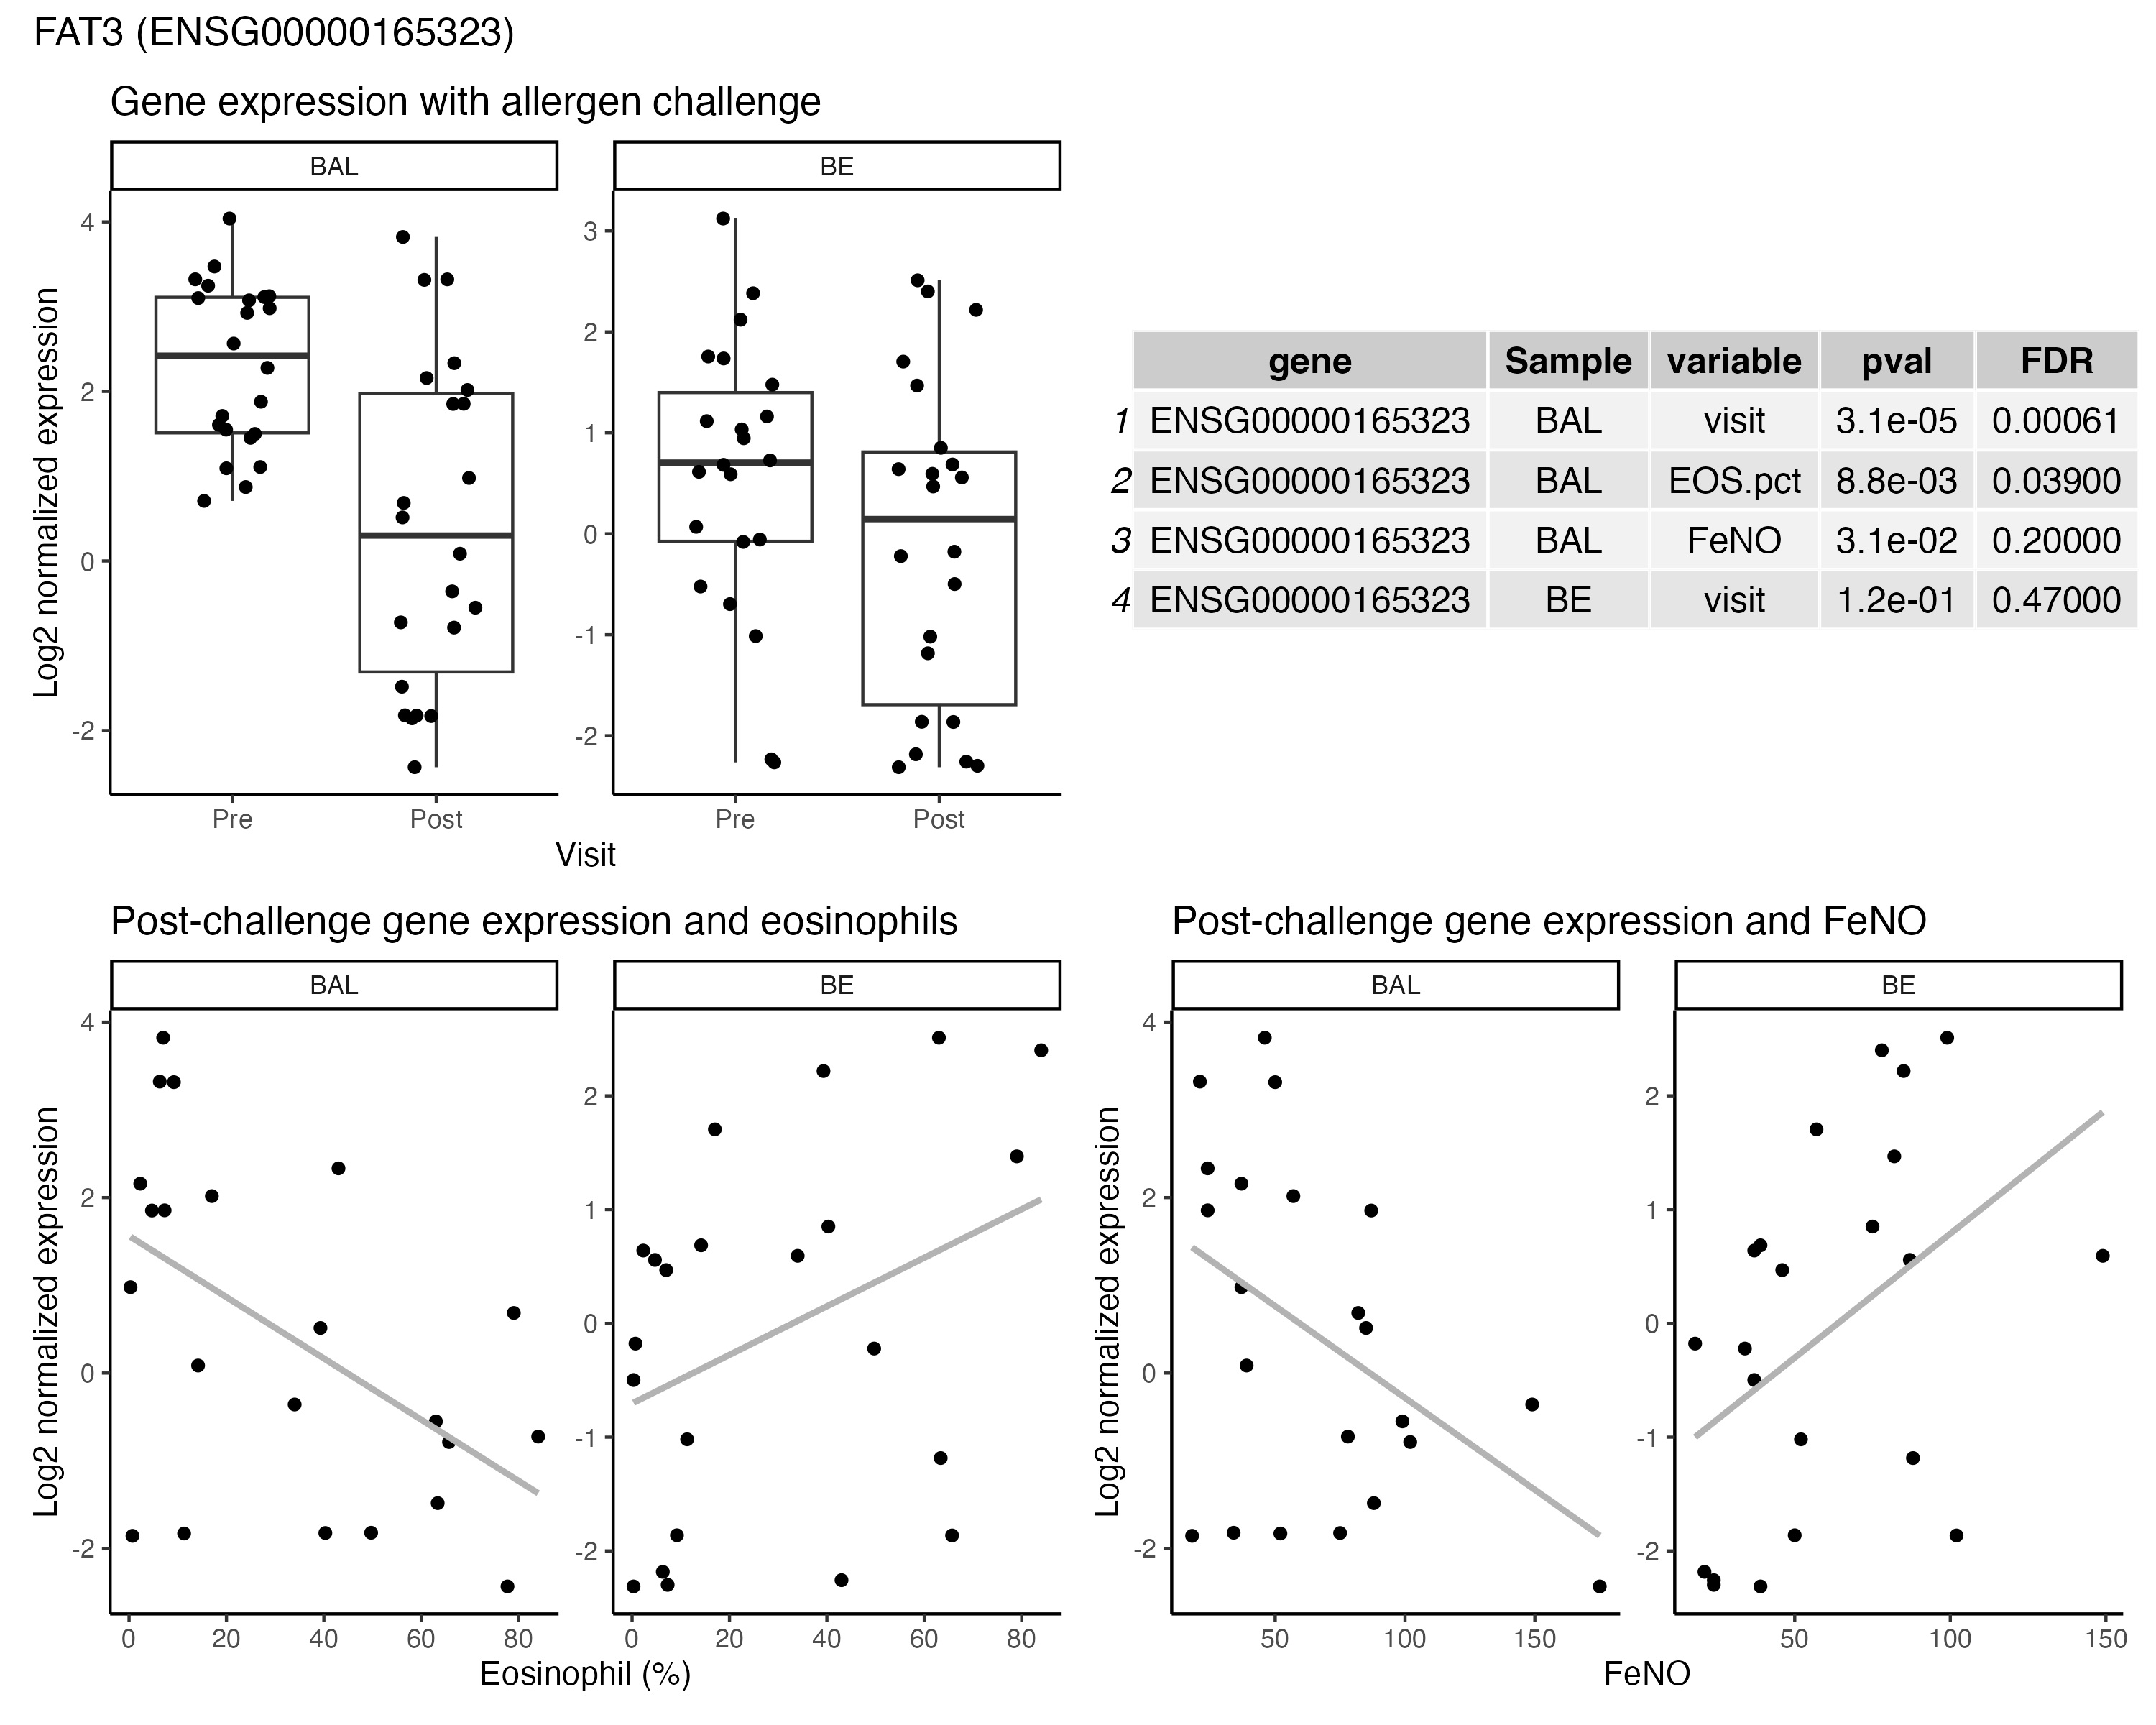 FAT3 (ENSG00000165323)
Gene expression with allergen challenge
BAL
BE
Log2 normalized expression
4
2
0
-2
3
2
1
0
-1
-2
Pre
Post
Pre
Post
Visit
gene Sample variable pval FDR
1 ENSG00000165323 BAL visit 3.1e-05 0.00061
2 ENSG00000165323 BAL EOS.pct 8.8e-03 0.03900
3 ENSG00000165323 BAL FeNO 3.1e-02 0.20000
4 ENSG00000165323 BE visit 1.2e-01 0.47000
Post-challenge gene expression and eosinophils
BAL
BE
Log2 normalized expression
4
2
0
-2
2
1
0
-1
-2
0 20 40 60 80
0 20 40 60 80
Eosinophil (%)
Post-challenge gene expression and FeNO
BAL
BE
Log2 normalized expression
4
2
0
-2
2
1
0
-1
-2
50 100 150
50 100 150
FeNO